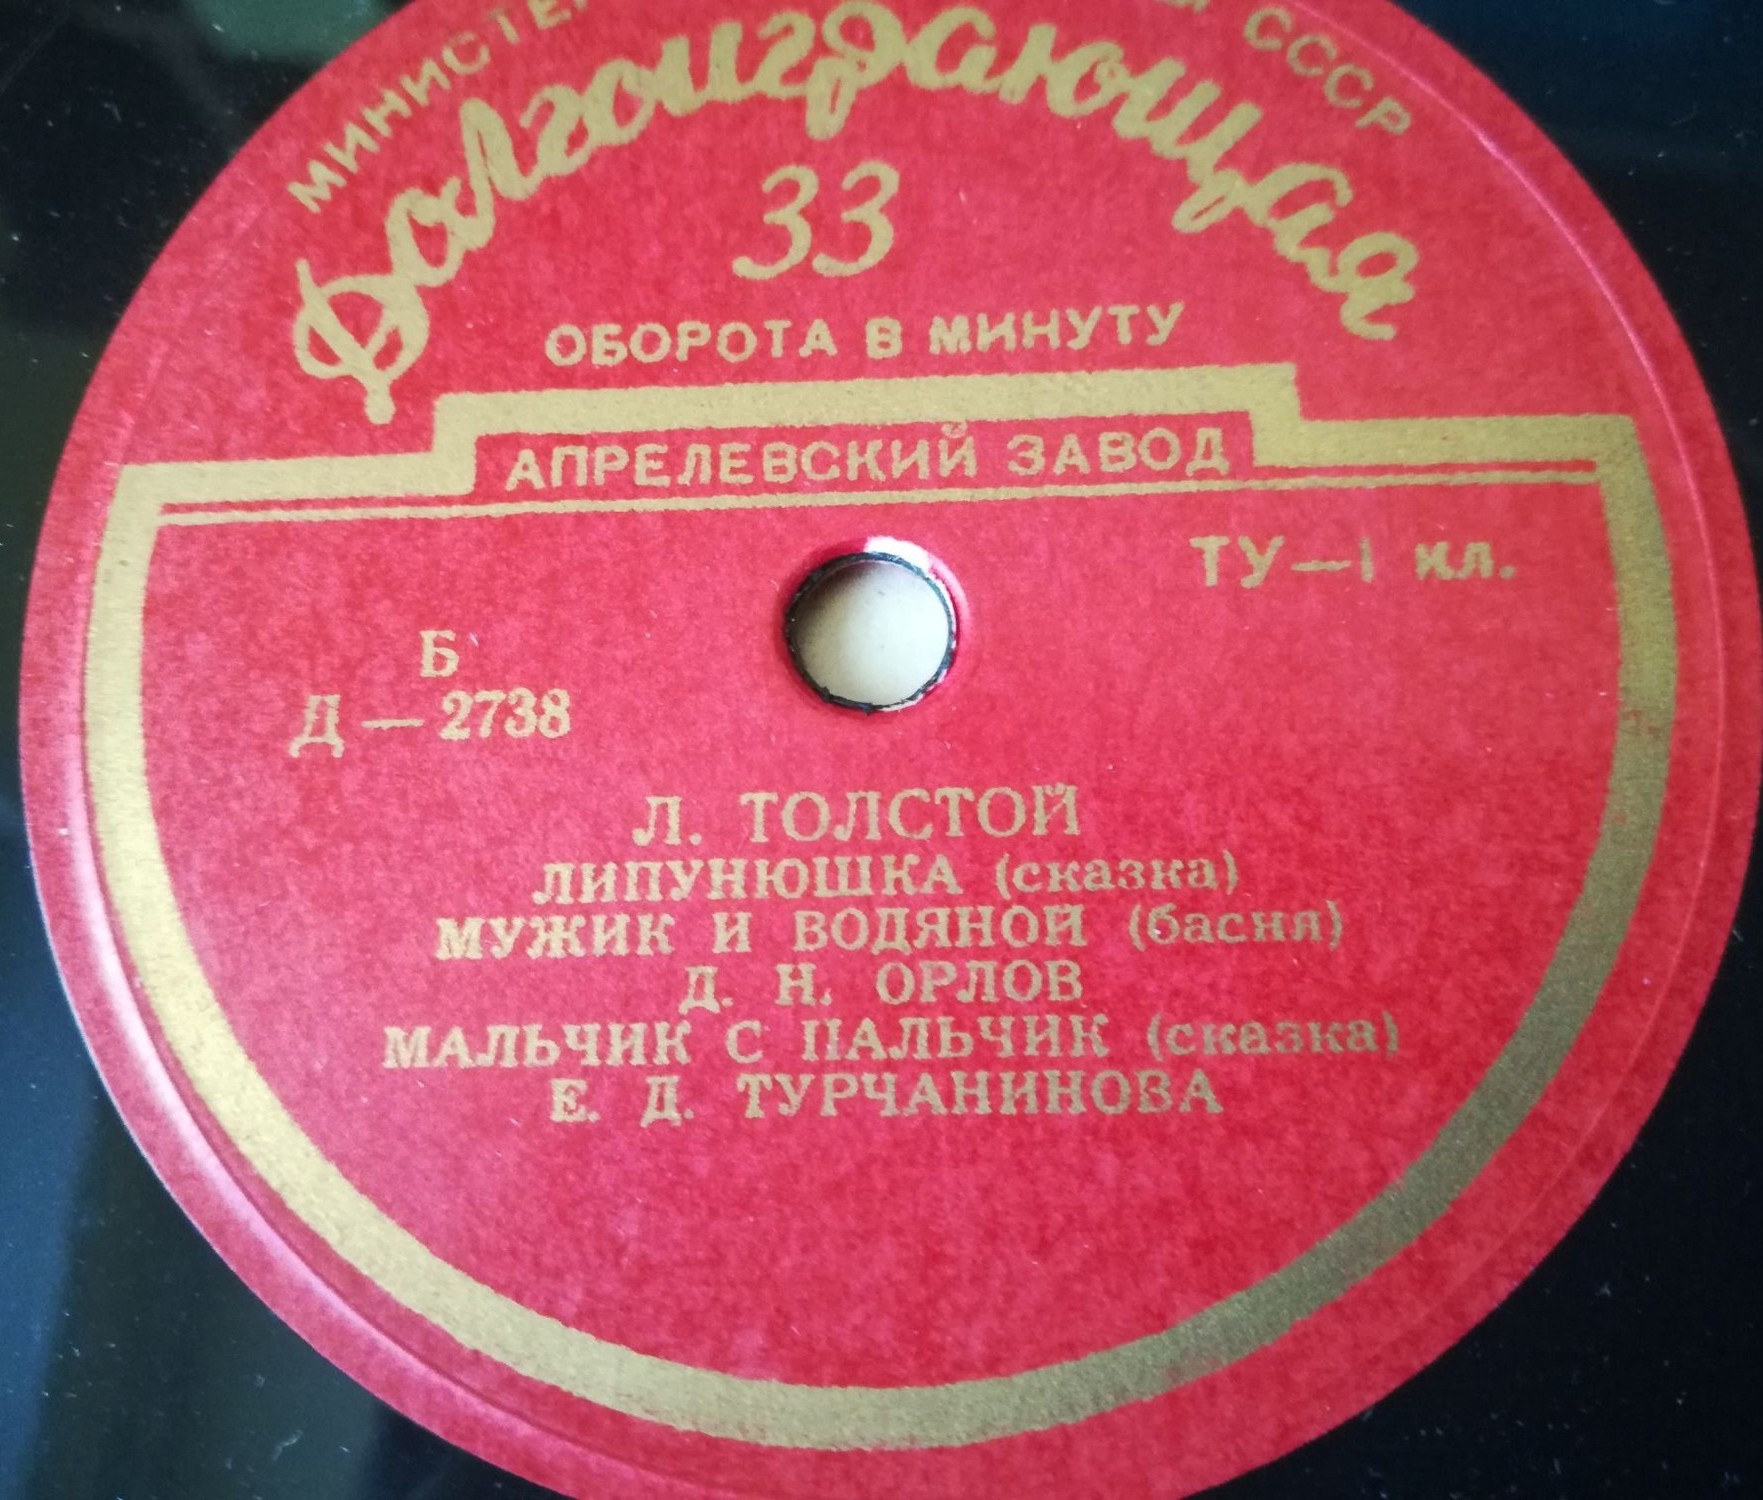 СССР
Долгоиграющая
33
ОБОРОТА В МИНУТУ
АПРЕЛЕВСКИЙ ЗАВОД
ТУ—1 кл.
Б
Д—2738
Л. ТОЛСТОЙ
ЛИПУНЮШКА (сказка)
МУЖИК И ВОДЯНОЙ (басня)
Д. Н. ОРЛОВ
МАЛЬЧИК С ПАЛЬЧИК (сказка)
Е. Д. ТУРЧАНИНОВА